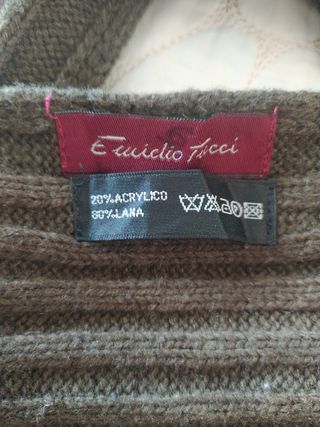 Emidio Tucci
20% ACRYLICO
80% LANA